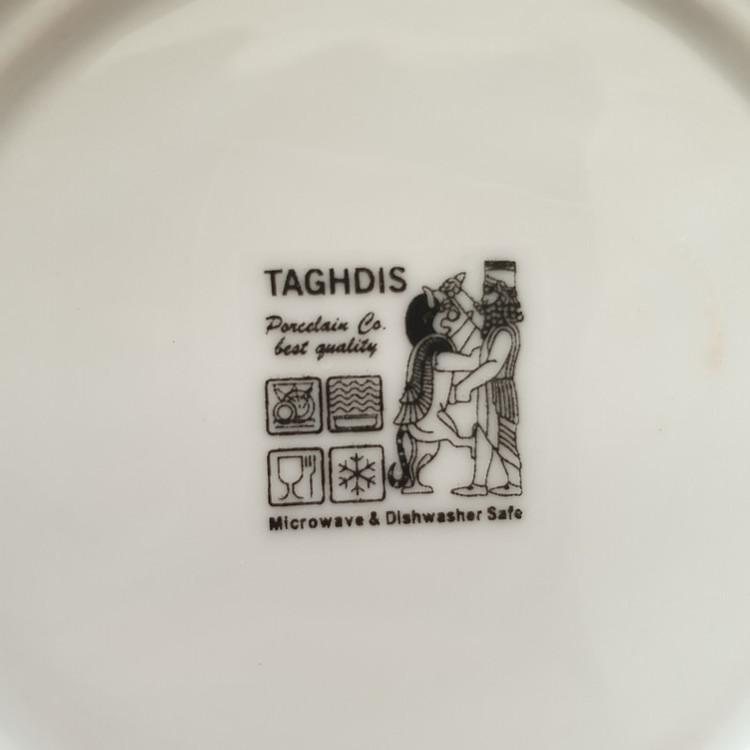 TAGHDIS
Porcelain Co.
best quality
Microwave & Dishwasher Safe